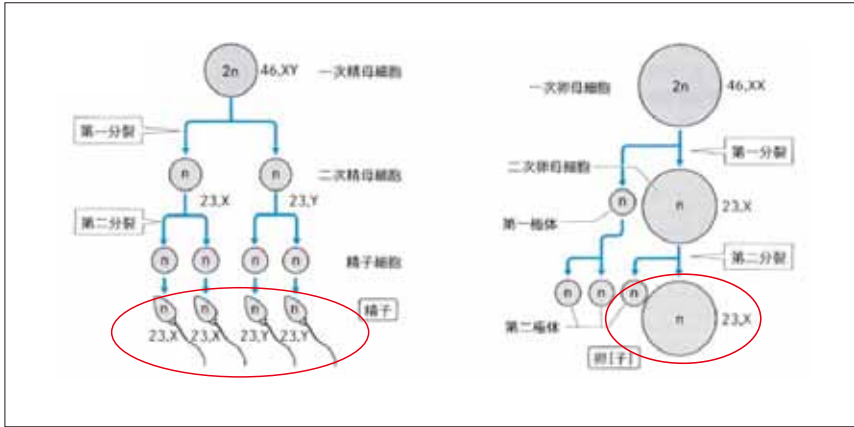 2n
46,XY
一次精母細胞
第一分裂
n
n
二次精母細胞
23,X
23,Y
第二分裂
n
n
n
n
精子細胞
n
n
n
n
精子
23,X
23,X
23,Y
23,Y
一次卵母細胞
2n
46,XX
第一分裂
二次卵母細胞
n
n
23,X
第一極体
第二分裂
n
n
n
n
23,X
第二極体
卵[子]